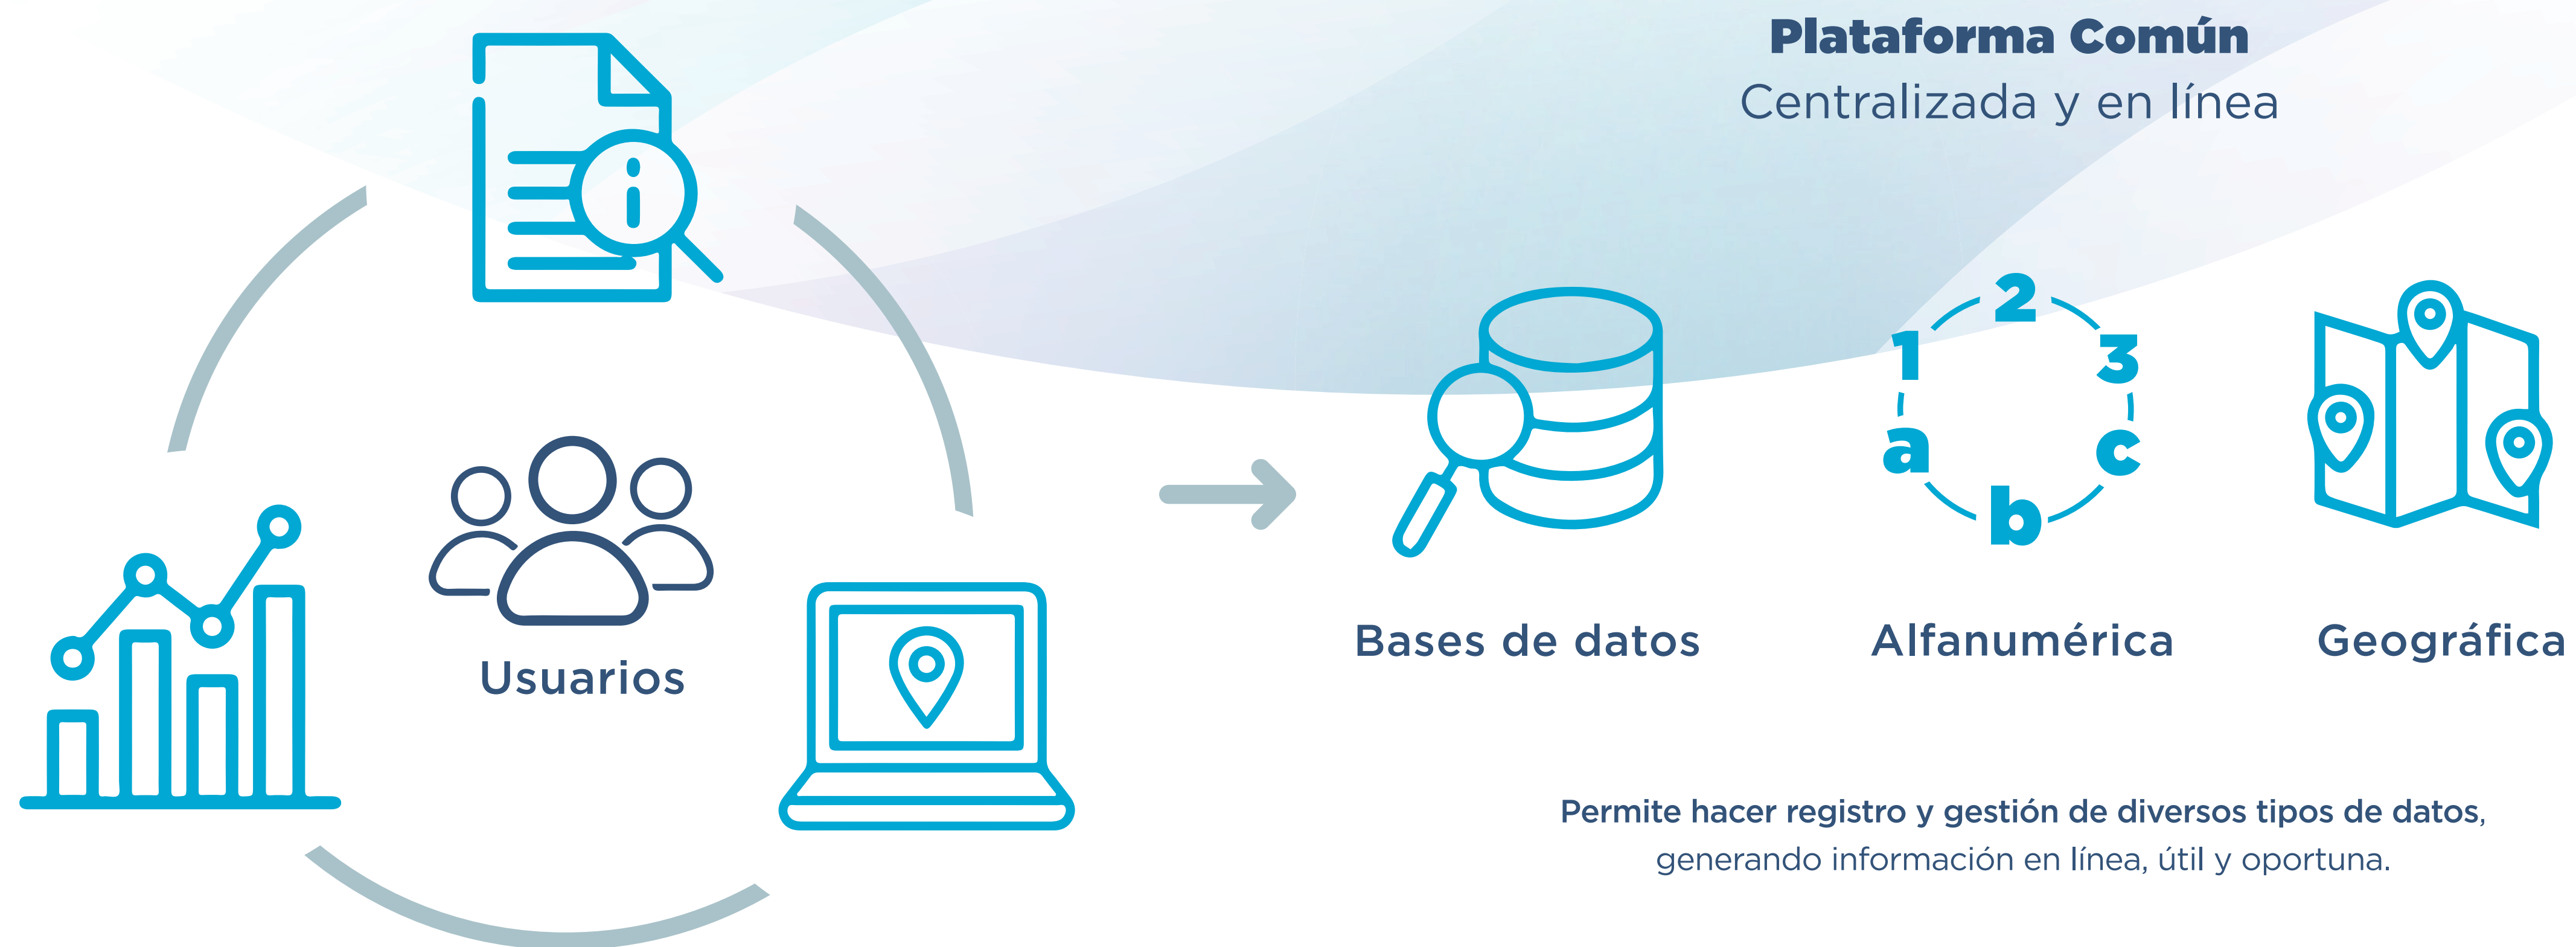 Plataforma Común
Centralizada y en línea
i
1
2
3
a
b
c
Usuarios
Bases de datos
Alfanumérica
Geográfica
Permite hacer registro y gestión de diversos tipos de datos,
generando información en línea, útil y oportuna.